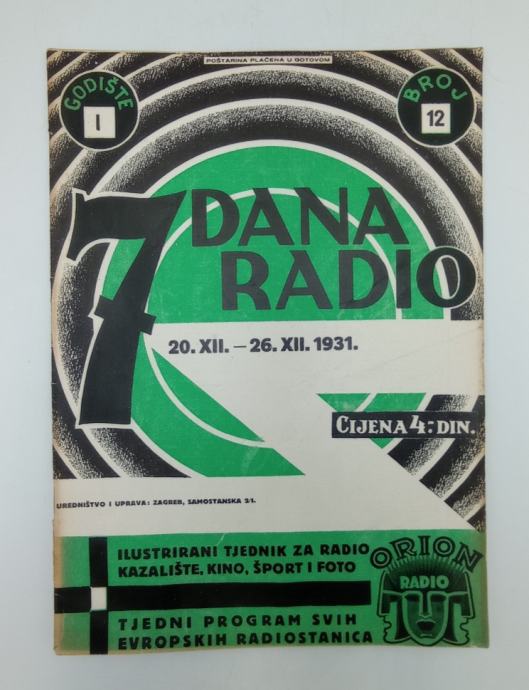 POŠTARINA PLAĆENA U GOTOVOM
GODIŠTE
I
BROJ
12
7 DANA
RADIO
20. XII. — 26. XII. 1931.
CIJENA 4:- DIN.
UREDNIŠTVO I UPRAVA: ZAGREB, SAMOSTANSKA 2/I.
ILUSTRIRANI TJEDNIK ZA RADIO
KAZALIŠTE, KINO, ŠPORT I FOTO
TJEDNI PROGRAM SVIH
EVROPSKIH RADIOSTANICA
ORION
RADIO